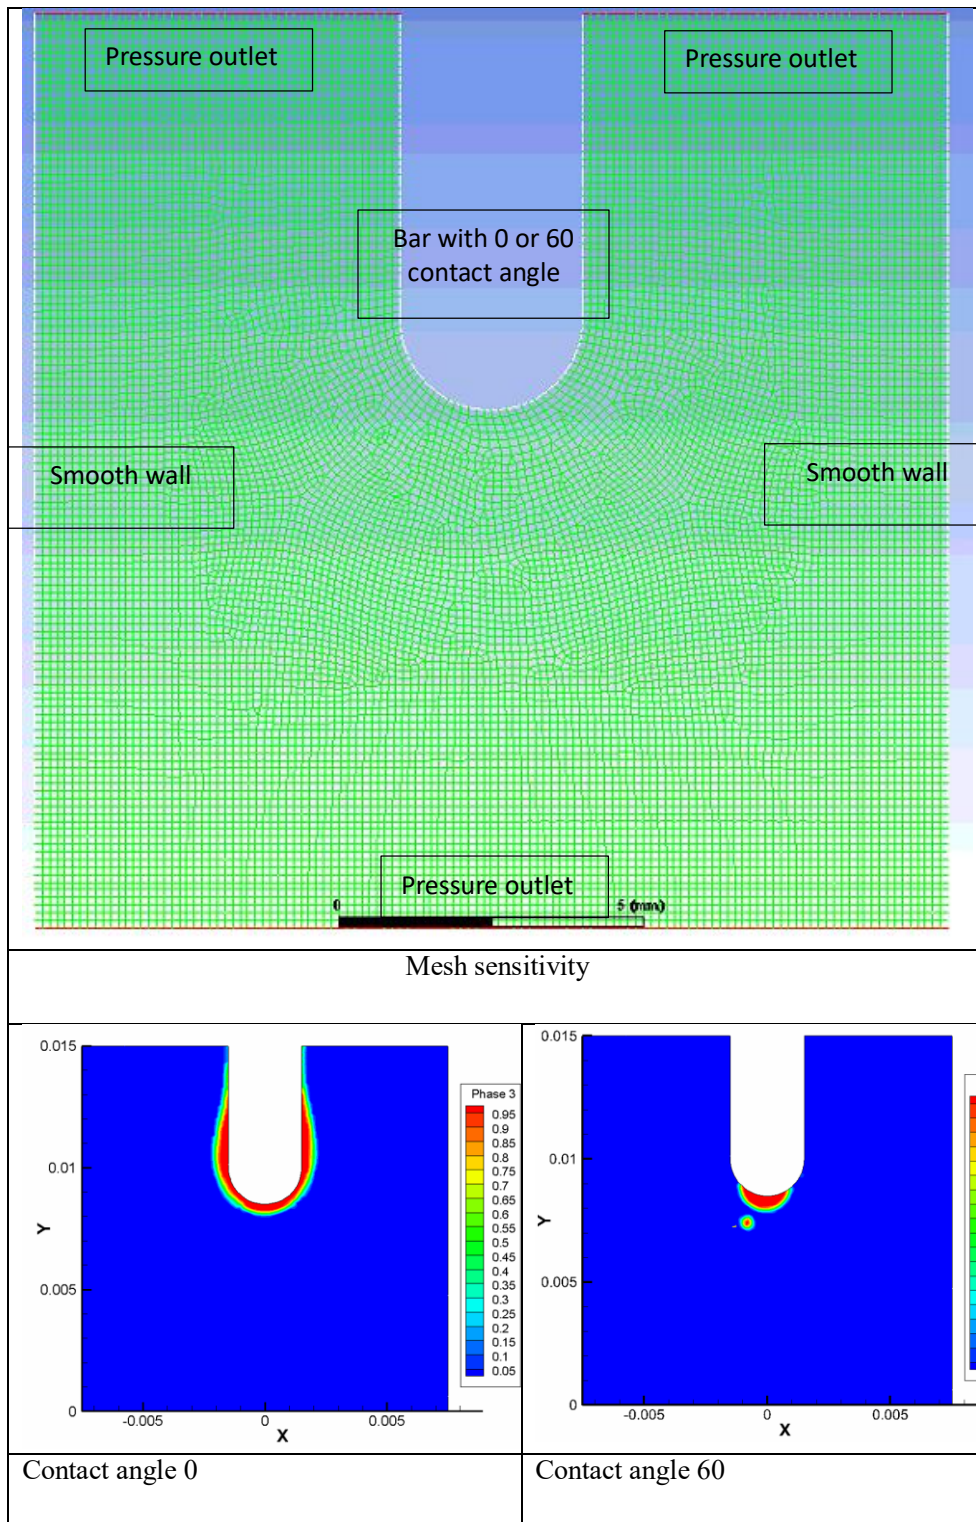 Pressure outlet
Pressure outlet
Bar with 0 or 60
contact angle
Smooth wall
Smooth wall
Pressure outlet
0
5 (mm)
Mesh sensitivity
0.015
0.01
0.005
0
Y
-0.005
0
0.005
X
Phase 3
0.95
0.9
0.85
0.8
0.75
0.7
0.65
0.6
0.55
0.5
0.45
0.4
0.35
0.3
0.25
0.2
0.15
0.1
0.05
0.015
0.01
0.005
0
Y
-0.005
0
0.005
X
Contact angle 0
Contact angle 60